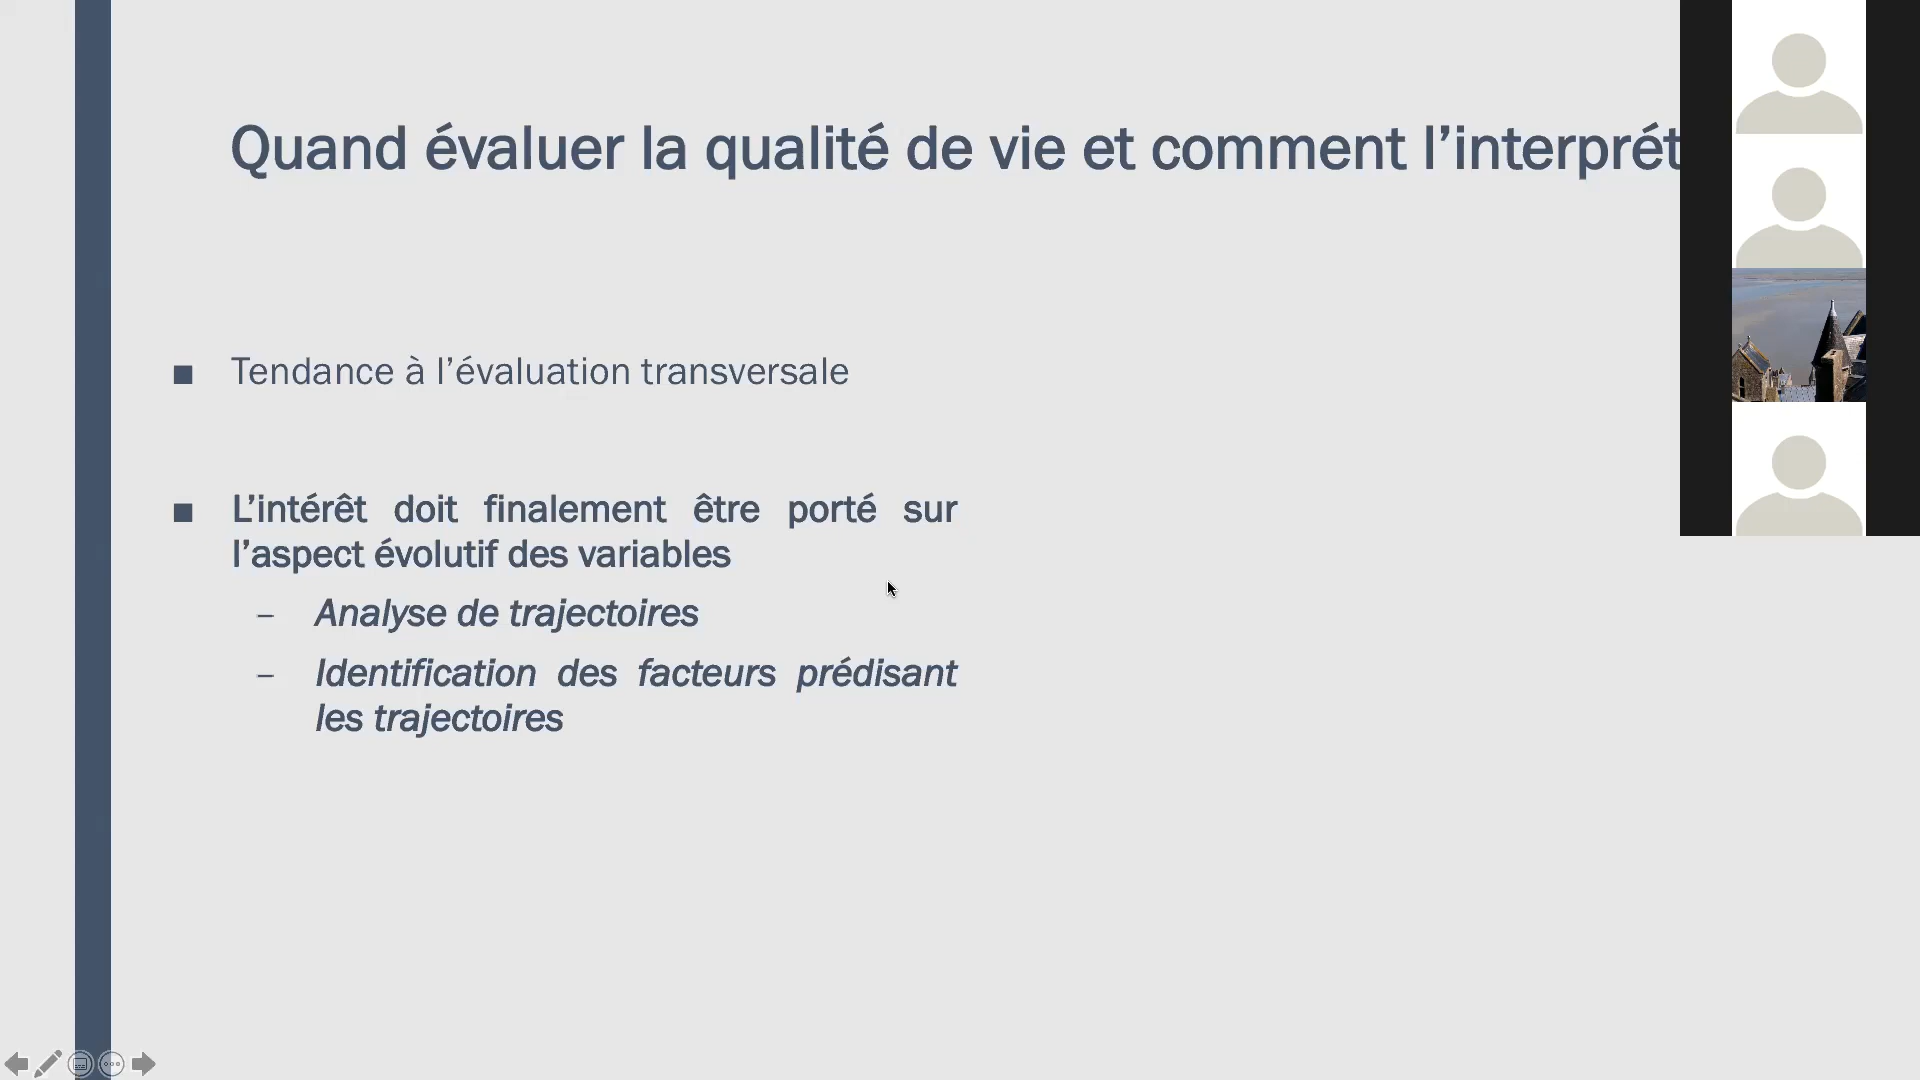 Quand évaluer la qualité de vie et comment l’interprét
■ Tendance à l’évaluation transversale
■ L’intérêt doit finalement être porté sur
l’aspect évolutif des variables
– Analyse de trajectoires
– Identification des facteurs prédisant
les trajectoires